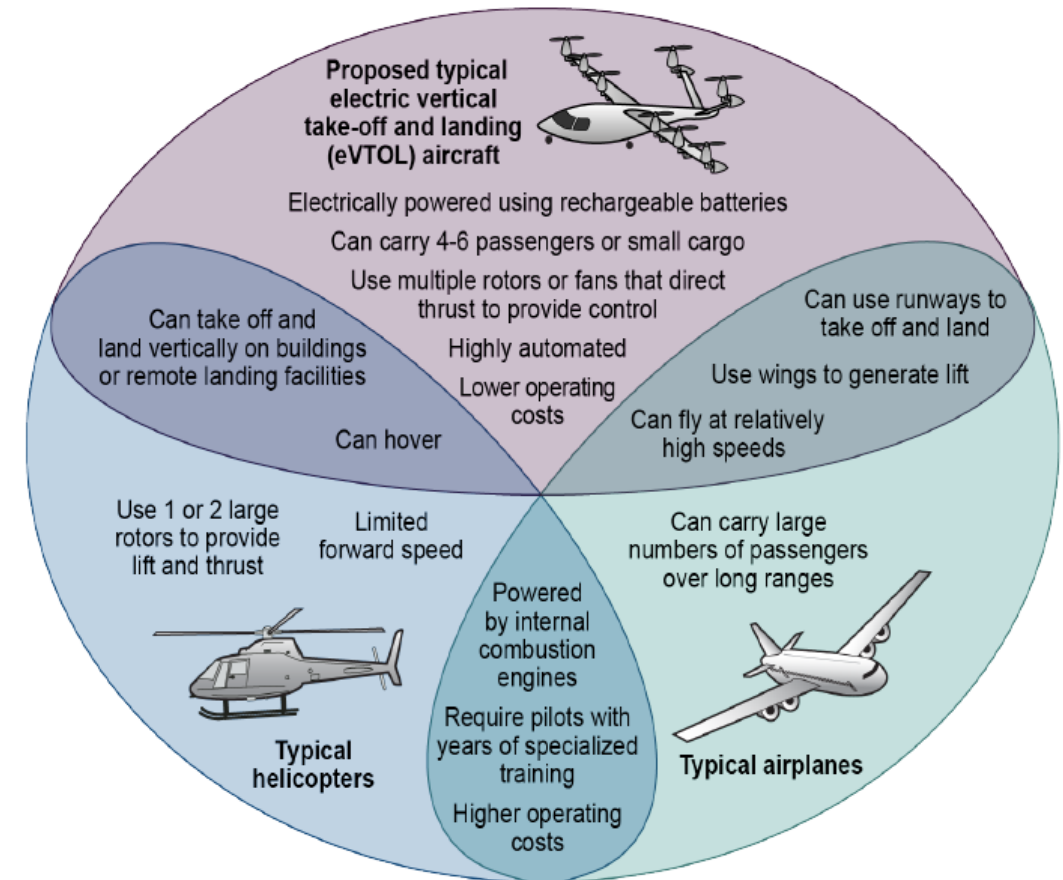 Proposed typical
electric vertical
take-off and landing
(eVTOL) aircraft
Electrically powered using rechargeable batteries
Can carry 4-6 passengers or small cargo
Use multiple rotors or fans that direct
thrust to provide control
Highly automated
Lower operating
costs
Can take off and
land vertically on buildings
or remote landing facilities
Can hover
Can use runways to
take off and land
Use wings to generate lift
Can fly at relatively
high speeds
Use 1 or 2 large
rotors to provide
lift and thrust
Limited
forward speed
Typical
helicopters
Powered
by internal
combustion
engines
Require pilots with
years of specialized
training
Higher operating
costs
Can carry large
numbers of passengers
over long ranges
Typical airplanes